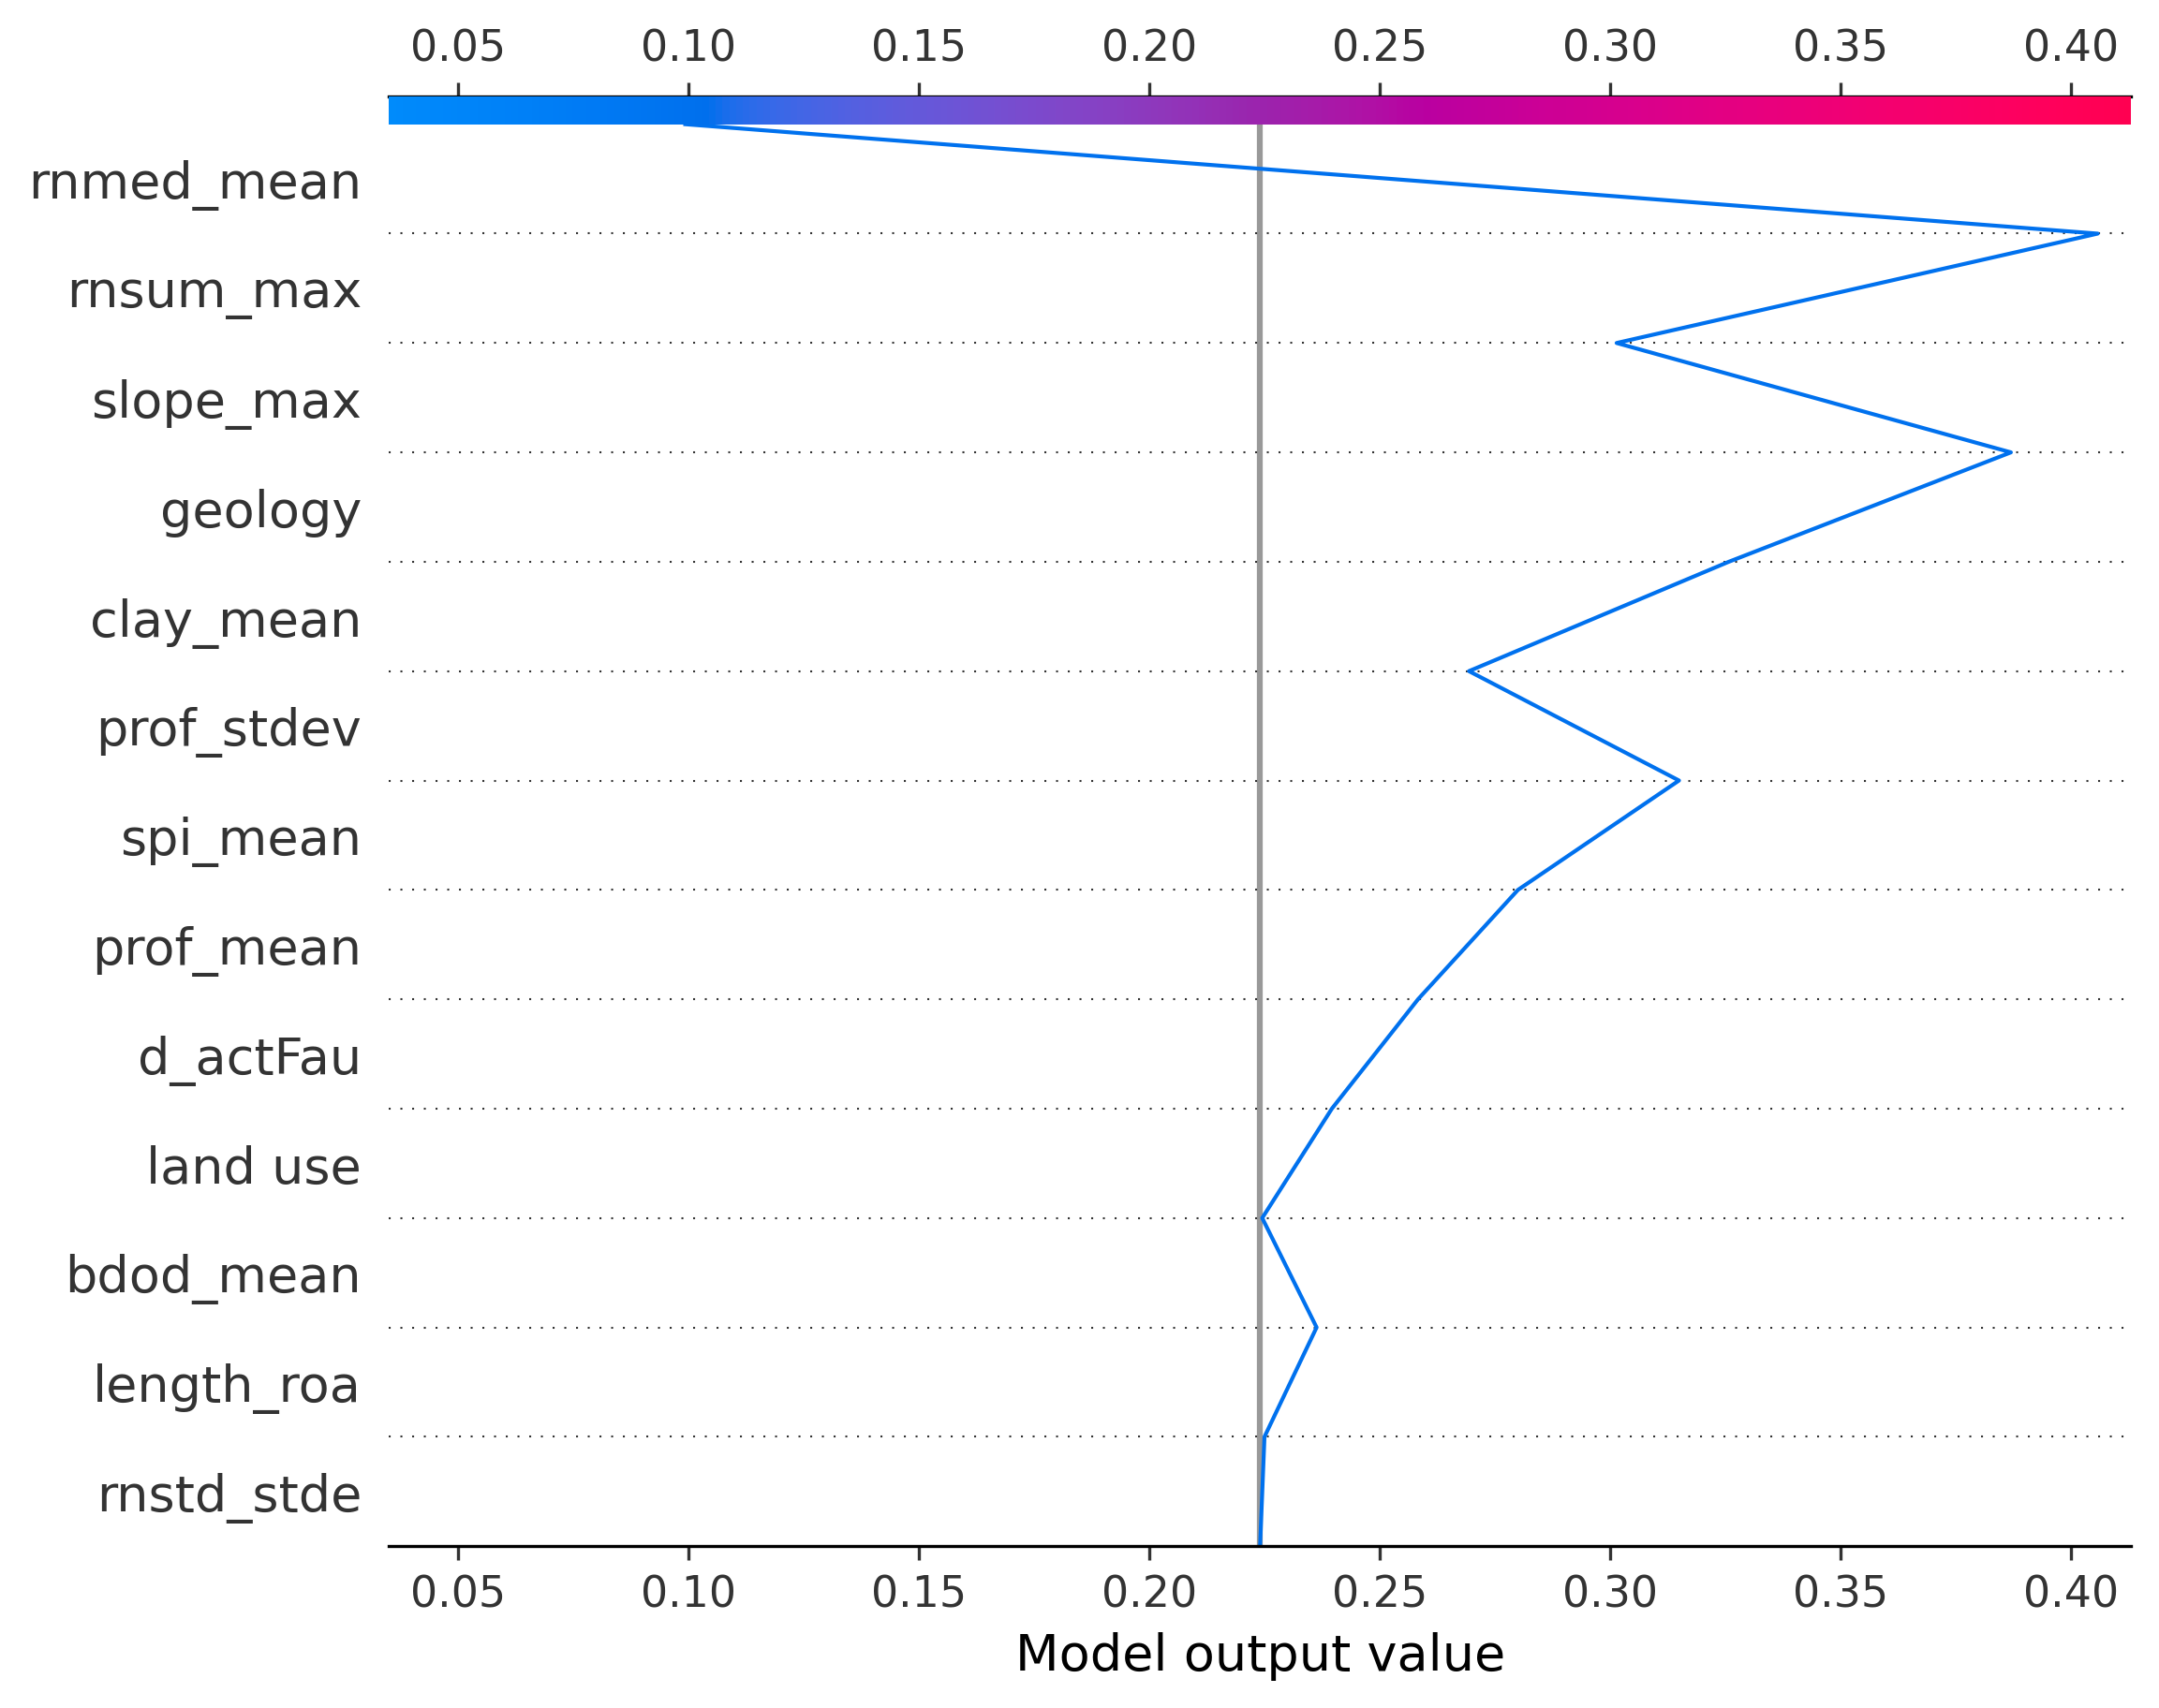 0.05 0.10 0.15 0.20 0.25 0.30 0.35 0.40
rnmed_mean
rnsum_max
slope_max
geology
clay_mean
prof_stdev
spi_mean
prof_mean
d_actFau
land use
bdod_mean
length_roa
rnstd_stde
0.05 0.10 0.15 0.20 0.25 0.30 0.35 0.40
Model output value